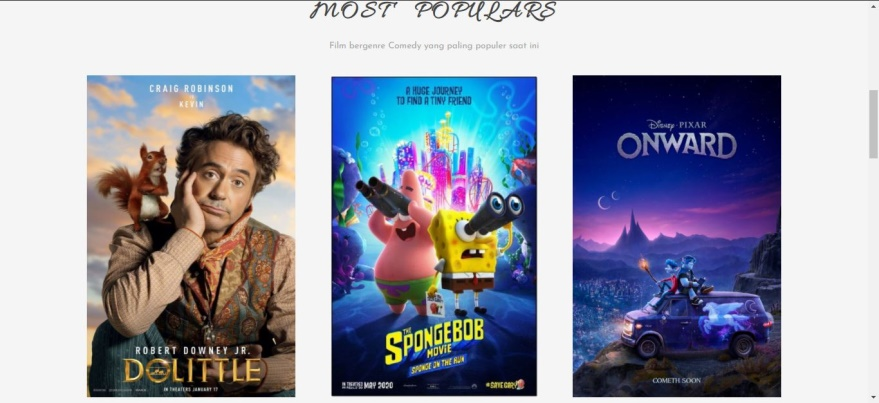 MOST POPULARS
Film bergenre Comedy yang paling populer saat ini
CRAIG ROBINSON
KEVIN
ROBERT DOWNEY JR.
DOLITTLE
IN THEATERS JANUARY 17
A HUGE JOURNEY
TO FIND A TINY FRIEND
THE
SPONGEBOB
MOVIE
SPONGE ON THE RUN
IN THEATRES MAY 2020
#SAVEGARY
Disney · PIXAR
ONWARD
COMETH SOON